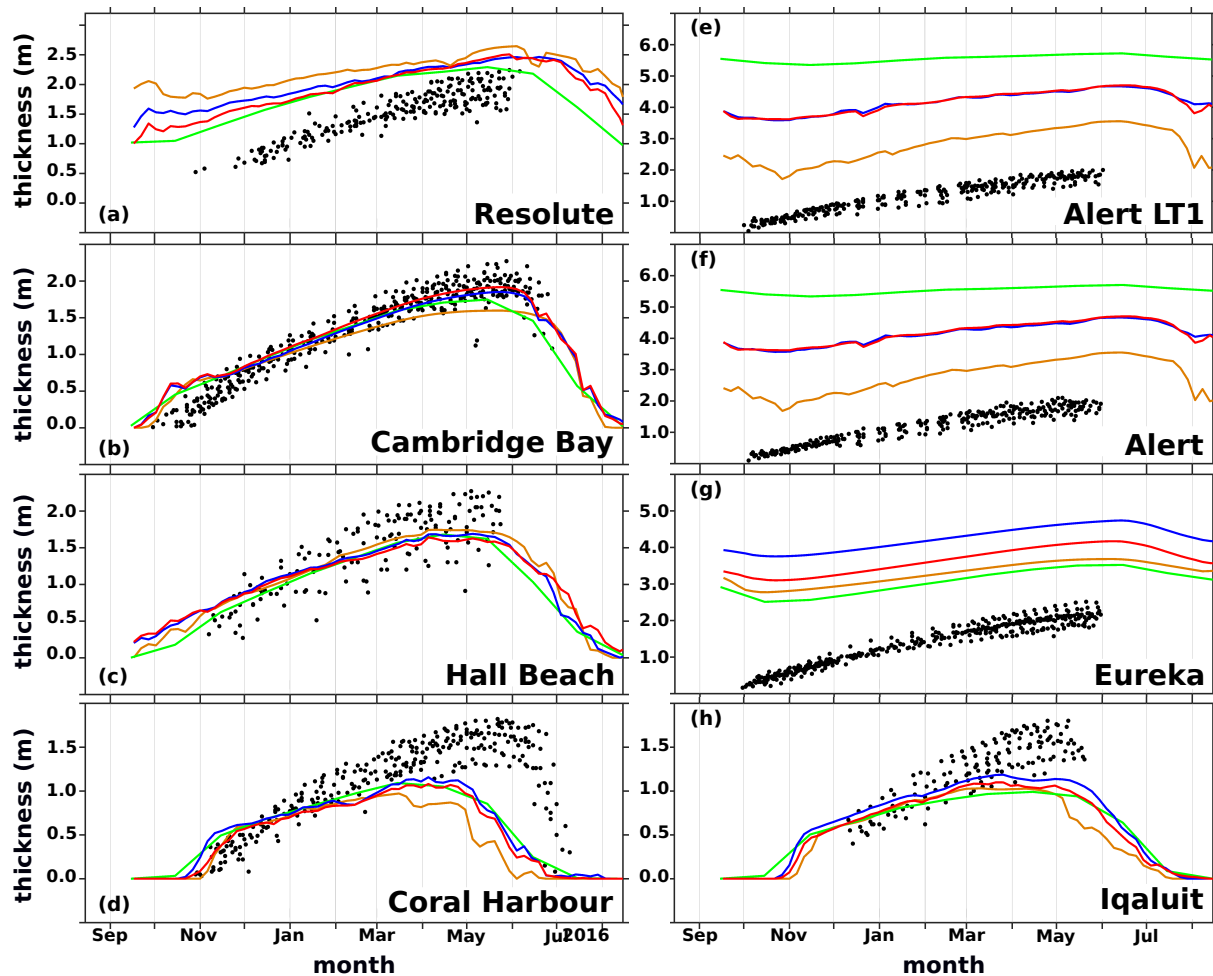 thickness (m)
2.5
2.0
1.5
1.0
0.5
0.0
(a)
Resolute
(e)
6.0
5.0
4.0
3.0
2.0
1.0
Alert LT1
thickness (m)
2.0
1.5
1.0
0.5
0.0
(b)
Cambridge Bay
(f)
6.0
5.0
4.0
3.0
2.0
1.0
Alert
thickness (m)
2.0
1.5
1.0
0.5
0.0
(c)
Hall Beach
(g)
5.0
4.0
3.0
2.0
1.0
Eureka
thickness (m)
1.5
1.0
0.5
0.0
(d)
Coral Harbour
(h)
1.5
1.0
0.5
0.0
Iqaluit
Sep Nov Jan Mar May Jul 2016
month
Sep Nov Jan Mar May Jul
month